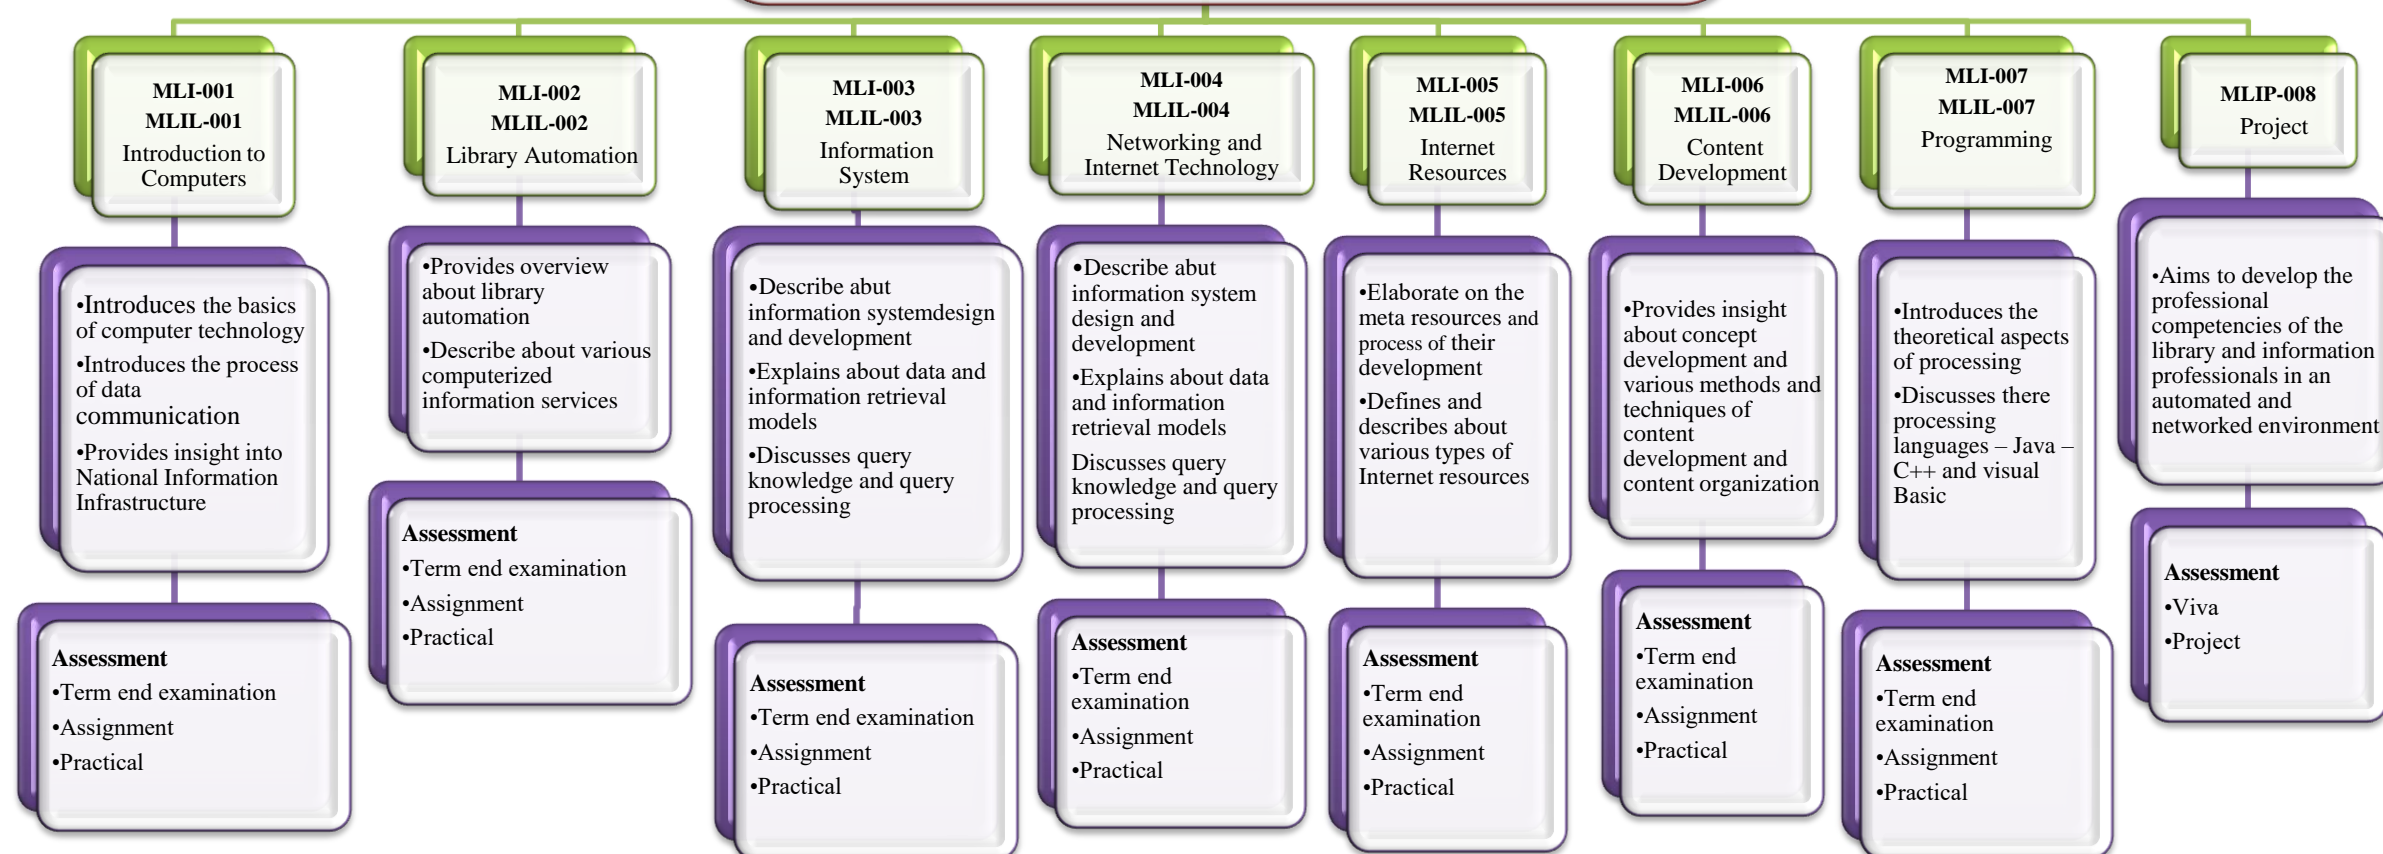 MLI-001
MLIL-001
Introduction to
Computers
•Introduces the basics
of computer technology
•Introduces the process
of data
communication
•Provides insight into
National Information
Infrastructure
Assessment
•Term end examination
•Assignment
•Practical
MLI-002
MLIL-002
Library Automation
•Provides overview
about library
automation
•Describe about various
computerized
information services
Assessment
•Term end examination
•Assignment
•Practical
MLI-003
MLIL-003
Information
System
•Describe abut
information systemdesign
and development
•Explains about data and
information retrieval
models
•Discusses query
knowledge and query
processing
Assessment
•Term end examination
•Assignment
•Practical
MLI-004
MLIL-004
Networking and
Internet Technology
•Describe abut
information system
design and
development
•Explains about data
and information
retrieval models
Discusses query
knowledge and query
processing
Assessment
•Term end
examination
•Assignment
•Practical
MLI-005
MLIL-005
Internet
Resources
•Elaborate on the
meta resources and
process of their
development
•Defines and
describes about
various types of
Internet resources
Assessment
•Term end
examination
•Assignment
•Practical
MLI-006
MLIL-006
Content
Development
•Provides insight
about concept
development and
various methods and
techniques of
content
development and
content organization
Assessment
•Term end
examination
•Assignment
•Practical
MLI-007
MLIL-007
Programming
•Introduces the
theoretical aspects
of processing
•Discusses there
processing
languages – Java –
C++ and visual
Basic
Assessment
•Term end
examination
•Assignment
•Practical
MLIP-008
Project
•Aims to develop the
professional
competencies of the
library and information
professionals in an
automated and
networked environment
Assessment
•Viva
•Project